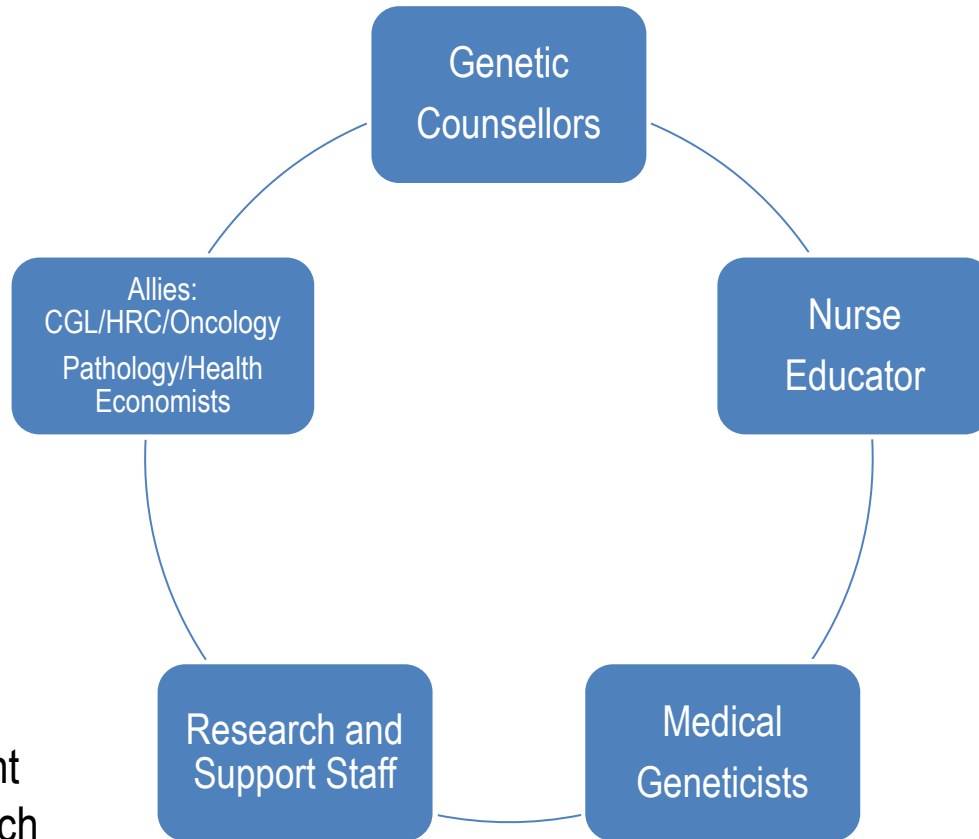 Genetic
Counsellors
Allies:
CGL/HRC/Oncology
Pathology/Health
Economists
Nurse
Educator
Research and
Support Staff
Medical
Geneticists